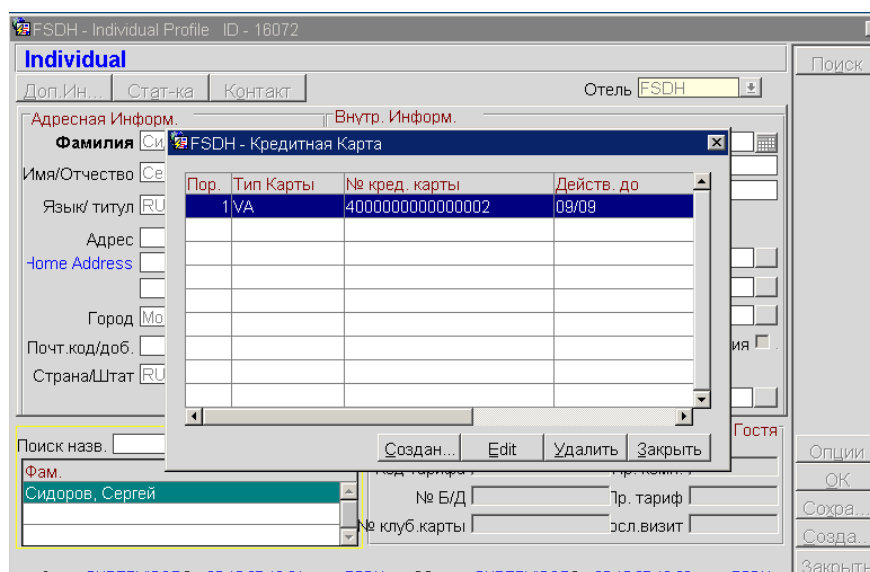 FSDH - Individual Profile ID - 16072
Individual
Поиск
Доп.Ин... Стат-ка Контакт Отель FSDH
Адресная Информ. Внутр. Информ.
Фамилия
FSDH - Кредитная Карта
Имя/Отчество
Пор. Тип Карты № кред. карты Действ. до
1 VA 4000000000000002 09/09
Язык/ титул RU
Адрес
Home Address
Город
Почт.код/доб.
Страна/Штат RU
Создан... Edit Удалить Закрыть
Гостя
Поиск назв.
Опции
Фам.
OK
Сидоров, Сергей
№ Б/Д Пр. тариф
Сохра...
№ клуб.карты
Созда...
Закрыть